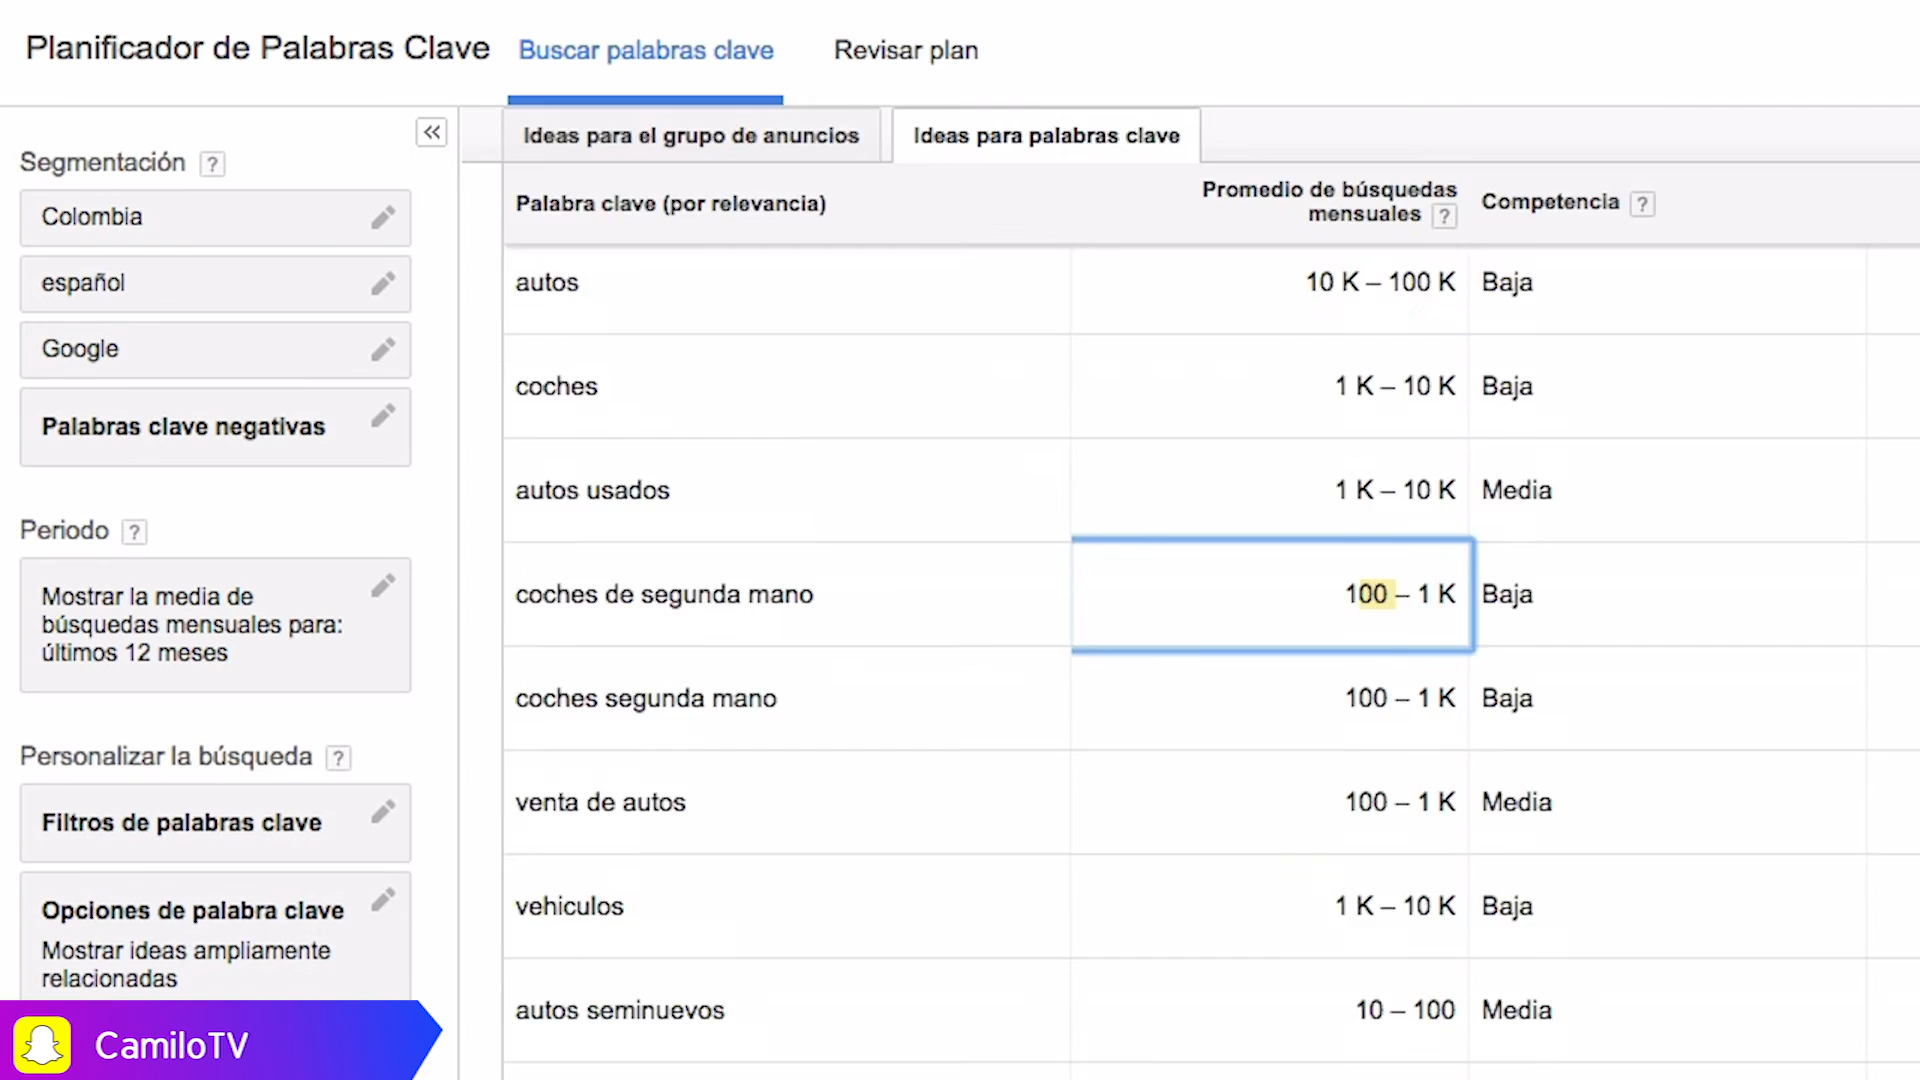 Planificador de Palabras Clave
Buscar palabras clave
Revisar plan
«
Segmentación ?
Colombia
español
Google
Palabras clave negativas
Periodo ?
Mostrar la media de
búsquedas mensuales para:
últimos 12 meses
Personalizar la búsqueda ?
Filtros de palabras clave
Opciones de palabra clave
Mostrar ideas ampliamente
relacionadas
Ideas para el grupo de anuncios
Ideas para palabras clave
Palabra clave (por relevancia)
Promedio de búsquedas
mensuales ?
Competencia ?
autos 10 K – 100 K Baja
coches 1 K – 10 K Baja
autos usados 1 K – 10 K Media
coches de segunda mano 100 – 1 K Baja
coches segunda mano 100 – 1 K Baja
venta de autos 100 – 1 K Media
vehiculos 1 K – 10 K Baja
autos seminuevos 10 – 100 Media
CamiloTV